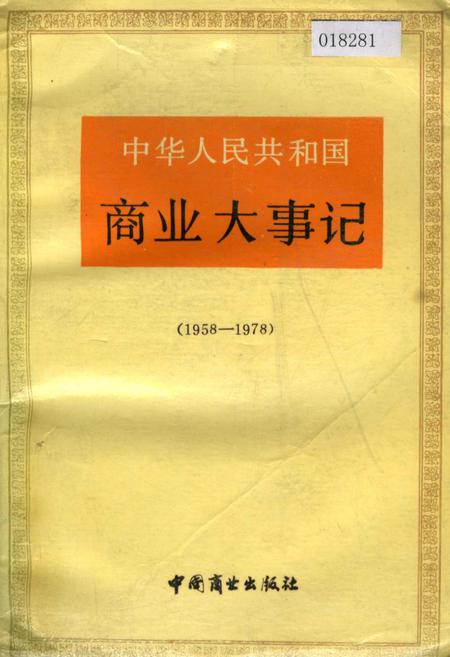 018281
中华人民共和国
商业大事记
(1958—1978)
中国商业出版社